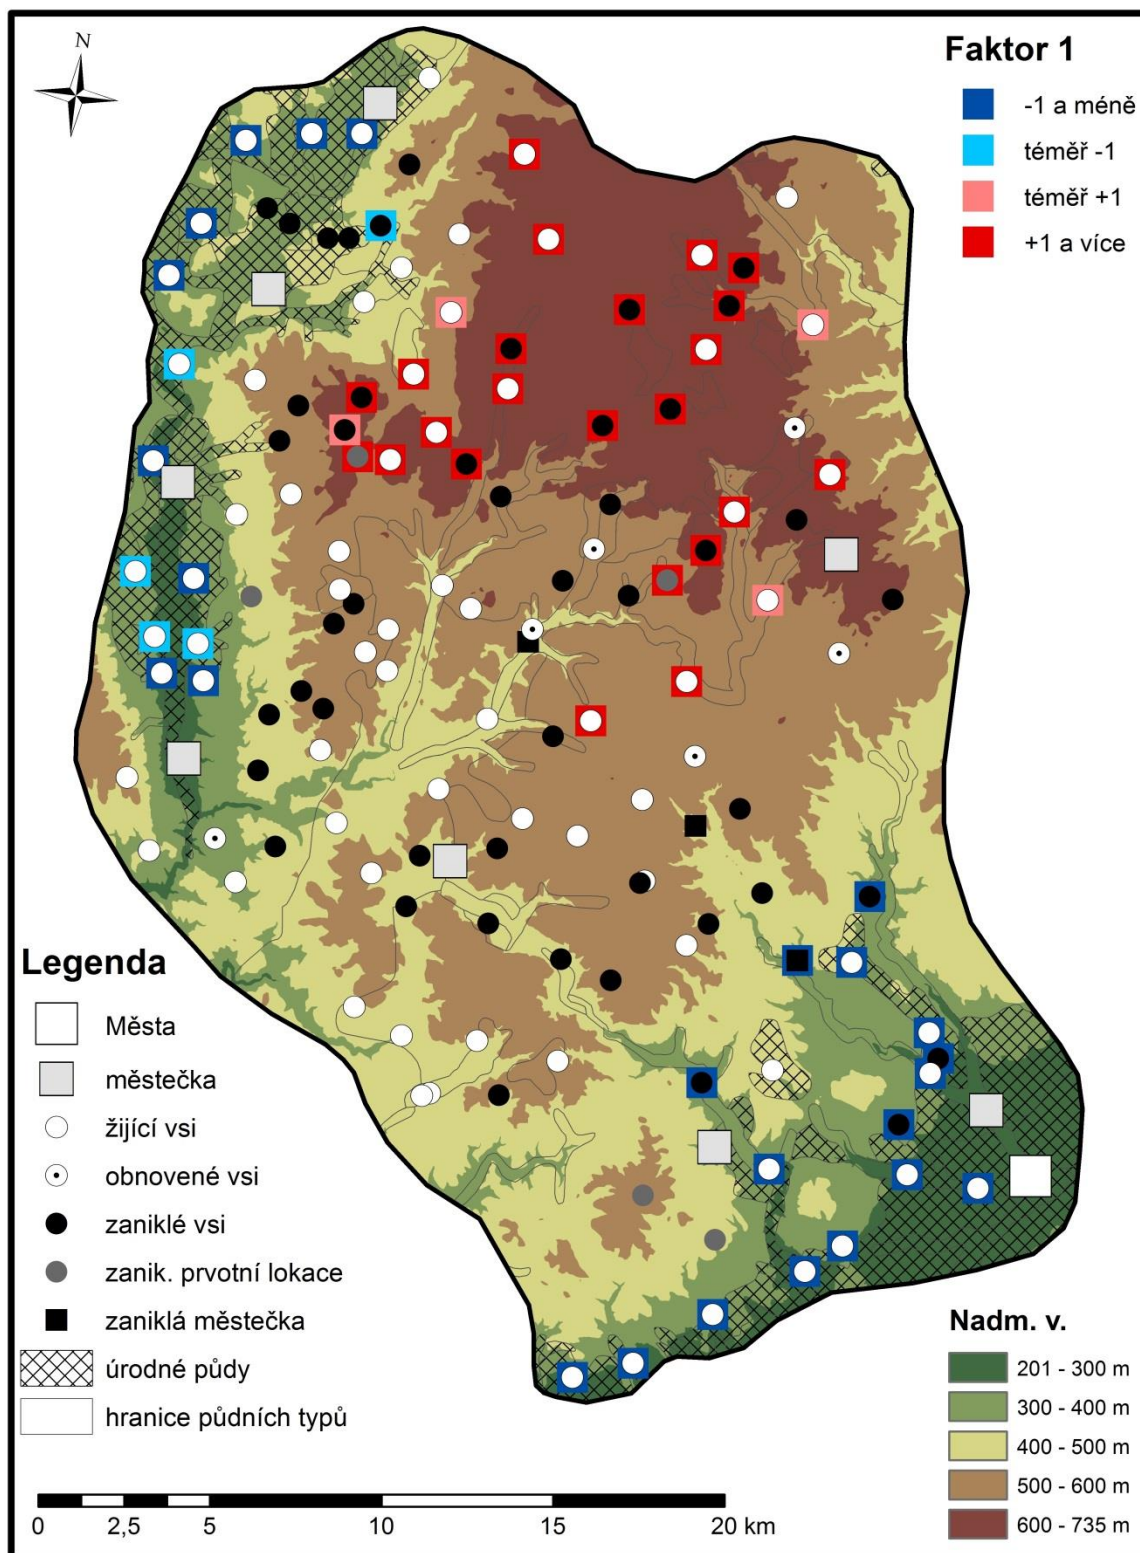 N
Faktor 1
-1 a méně
téměř -1
téměř +1
+1 a více
Legenda
Města
městečka
žijící vsi
obnovené vsi
zaniklé vsi
zanik. prvotní lokace
zaniklá městečka
úrodné půdy
hranice půdních typů
0 2,5 5 10 15 20 km
Nadm. v.
201 - 300 m
300 - 400 m
400 - 500 m
500 - 600 m
600 - 735 m